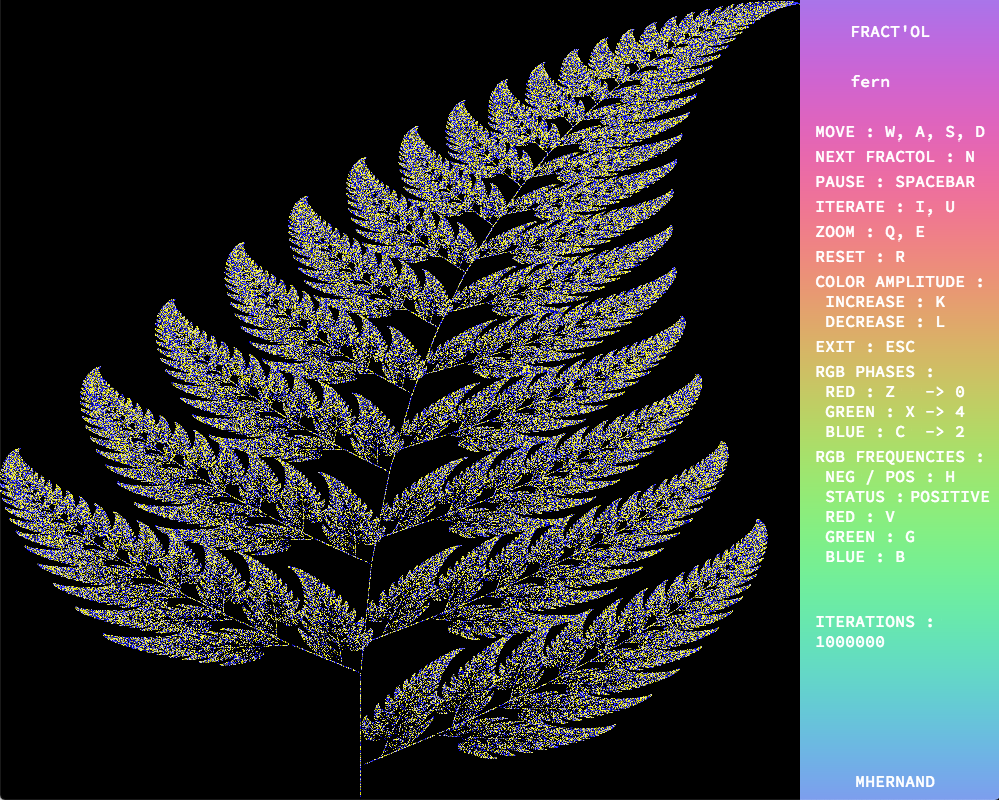 FRACT'OL
fern
MOVE : W, A, S, D
NEXT FRACTOL : N
PAUSE : SPACEBAR
ITERATE : I, U
ZOOM : Q, E
RESET : R
COLOR AMPLITUDE :
INCREASE : K
DECREASE : L
EXIT : ESC
RGB PHASES :
RED : Z -> 0
GREEN : X -> 4
BLUE : C -> 2
RGB FREQUENCIES :
NEG / POS : H
STATUS : POSITIVE
RED : V
GREEN : G
BLUE : B
ITERATIONS :
1000000
MHERNAND